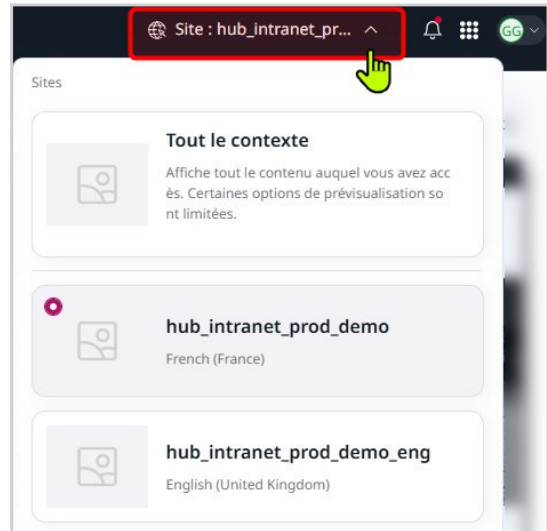 Site : hub_intranet_pr...
GG
Sites
Tout le contexte
Affiche tout le contenu auquel vous avez acc
ès. Certaines options de prévisualisation so
nt limitées.
hub_intranet_prod_demo
French (France)
hub_intranet_prod_demo_eng
English (United Kingdom)